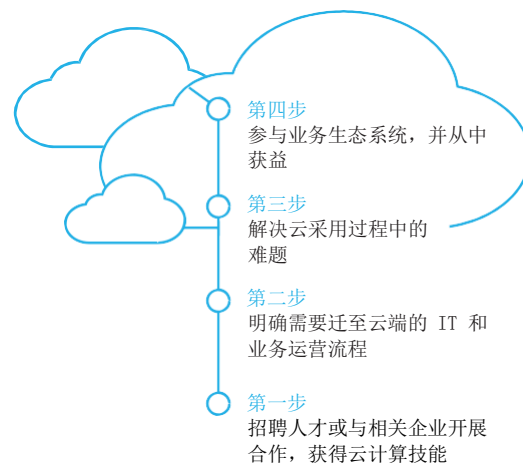 第四步
参与业务生态系统，并从中
获益
第三步
解决云采用过程中的
难题
第二步
明确需要迁至云端的 IT 和
业务运营流程
第一步
招聘人才或与相关企业开展
合作，获得云计算技能